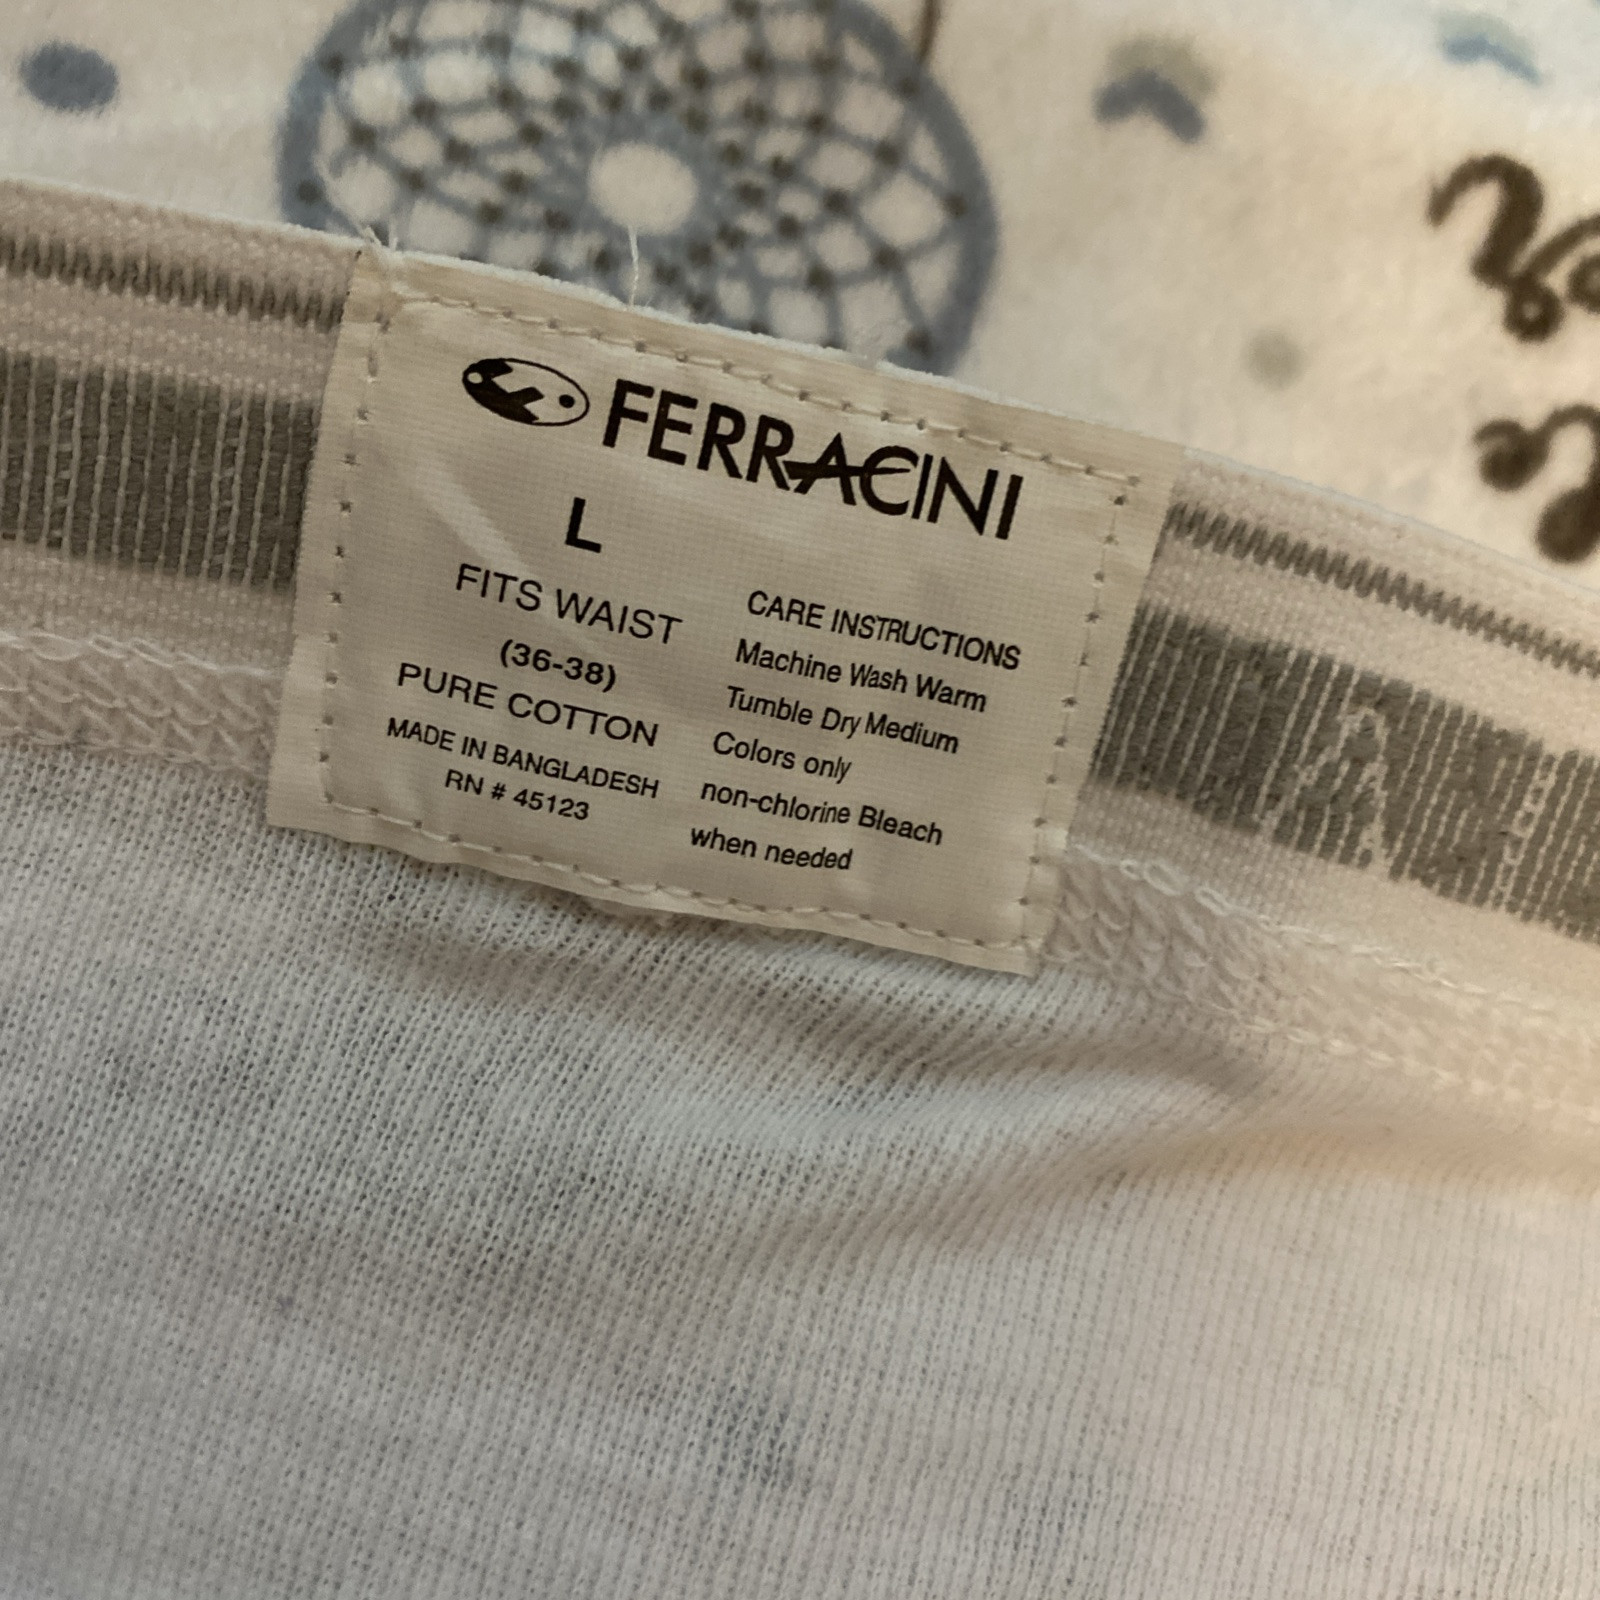 FERRACINI
L
FITS WAIST
(36-38)
PURE COTTON
MADE IN BANGLADESH
RN # 45123
CARE INSTRUCTIONS
Machine Wash Warm
Tumble Dry Medium
Colors only
non-chlorine Bleach
when needed